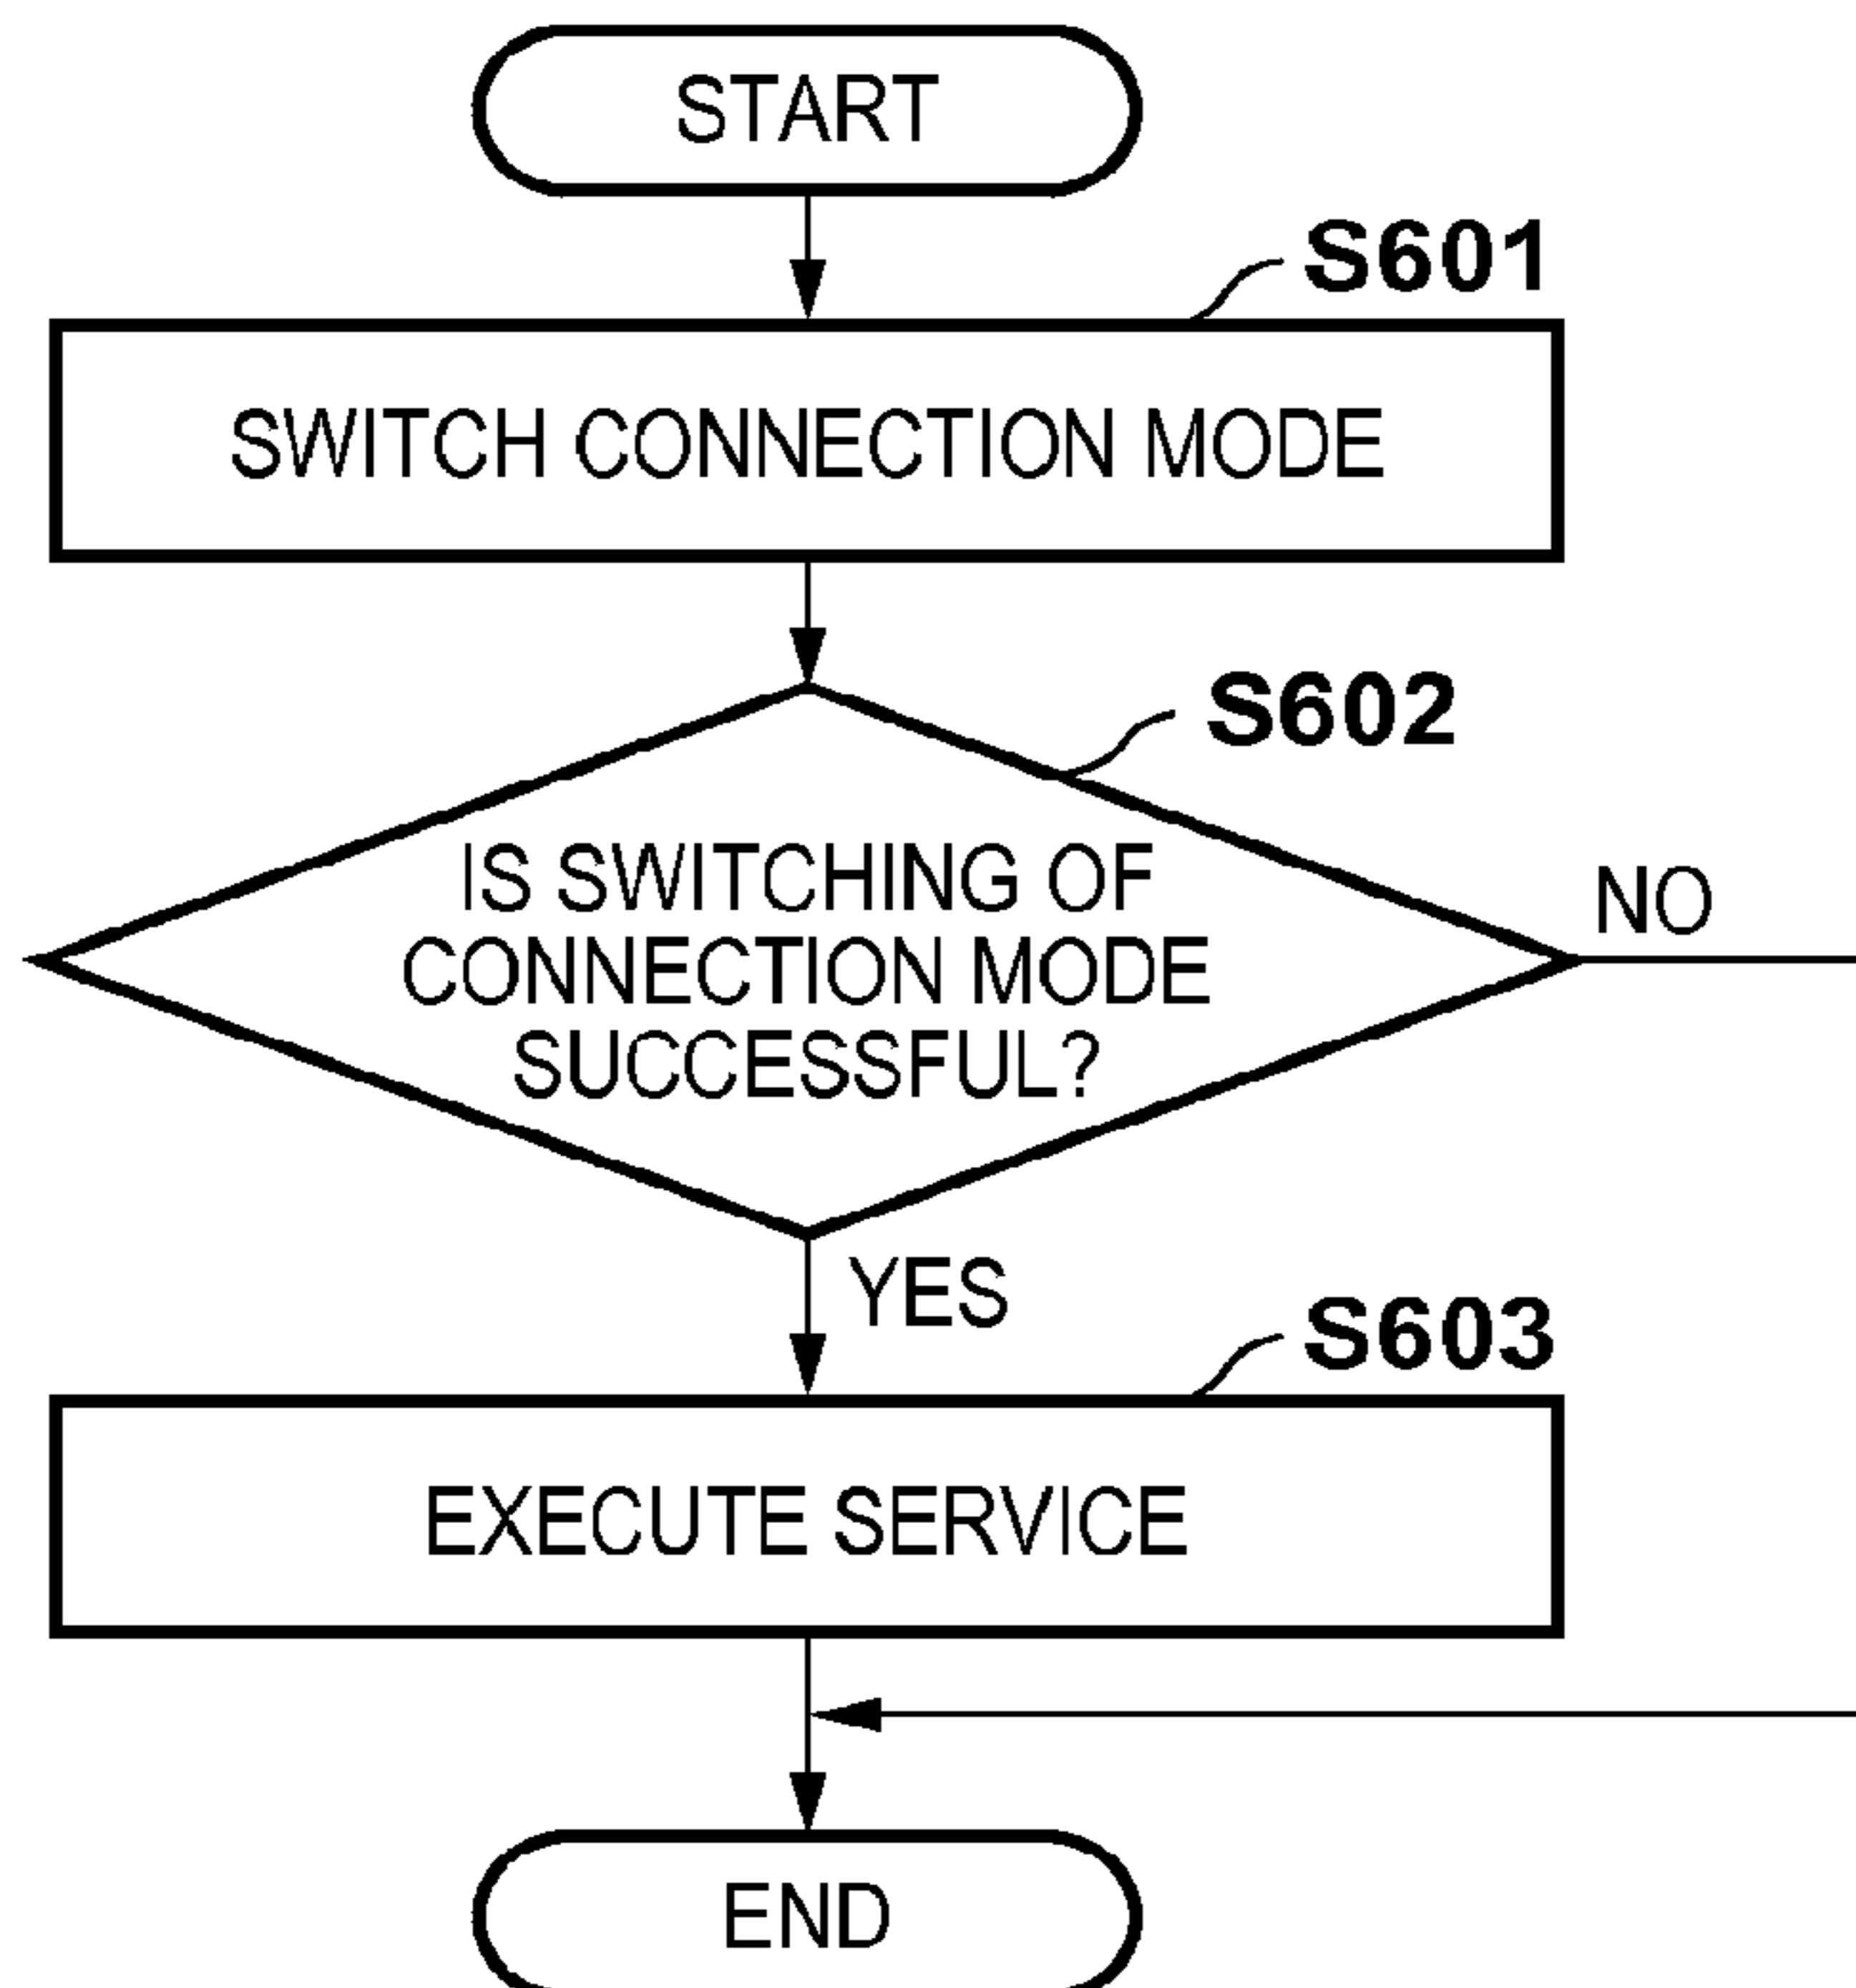 START
S601
SWITCH CONNECTION MODE
S602
IS SWITCHING OF
CONNECTION MODE
SUCCESSFUL?
NO
YES
S603
EXECUTE SERVICE
END